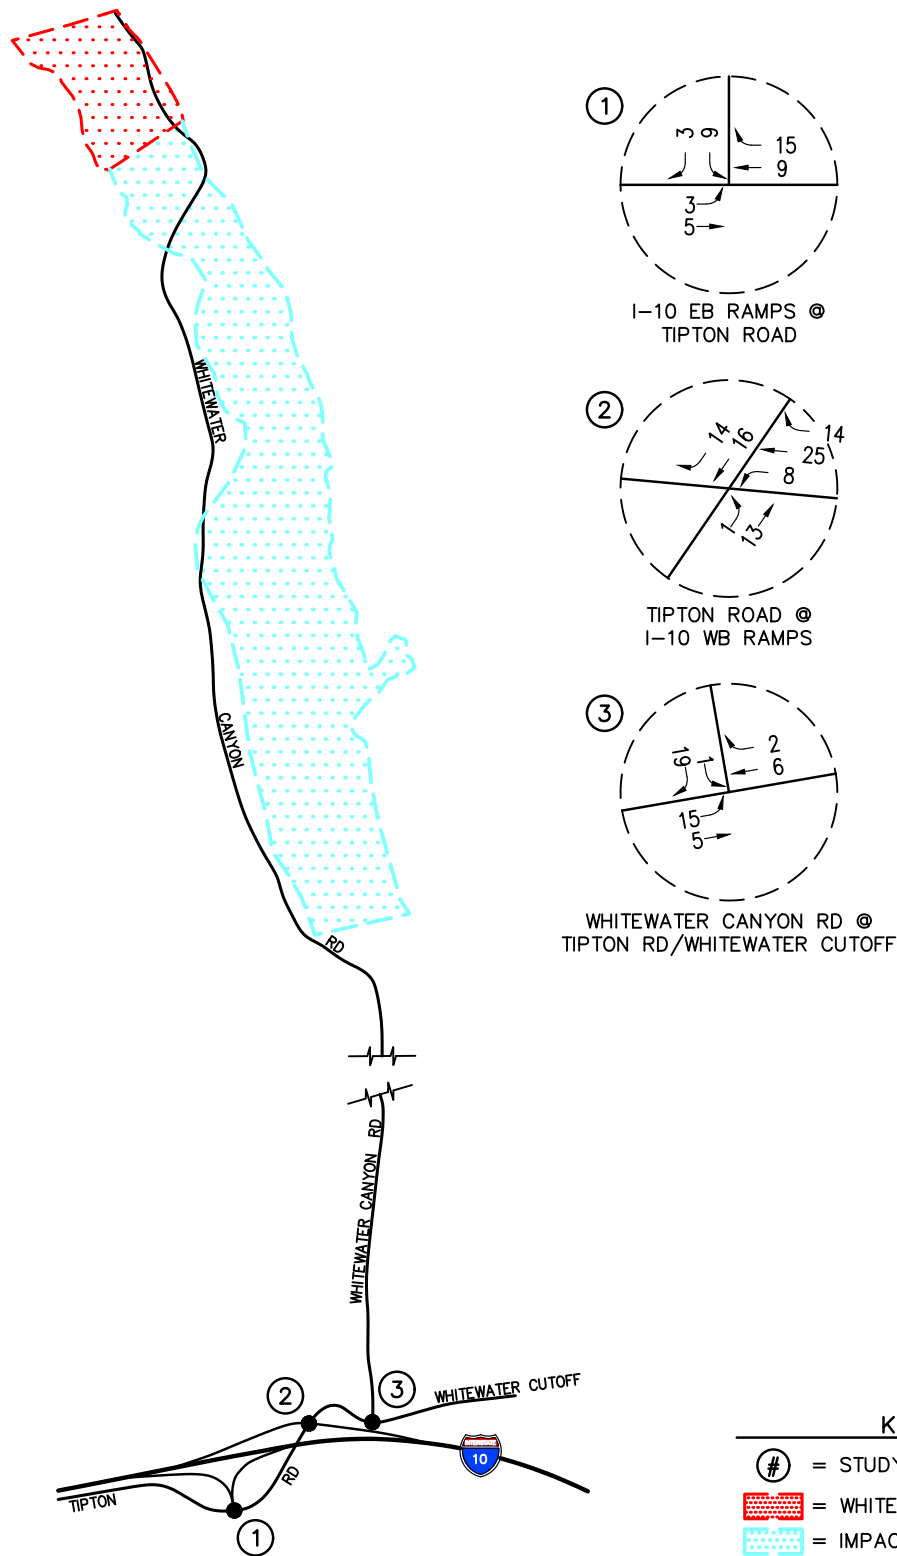 1
3
9
15
9
3
5
I-10 EB RAMPS @
TIPTON ROAD
2
14
16
14
25
8
1
13
TIPTON ROAD @
I-10 WB RAMPS
3
19
1
2
6
15
5
WHITEWATER CANYON RD @
TIPTON RD/WHITEWATER CUTOFF
WHITEWATER
CANYON
RD
WHITEWATER CANYON RD
2
3
WHITEWATER CUTOFF
10
RD
TIPTON
1
K
# = STUDY
= WHITE
= IMPAC